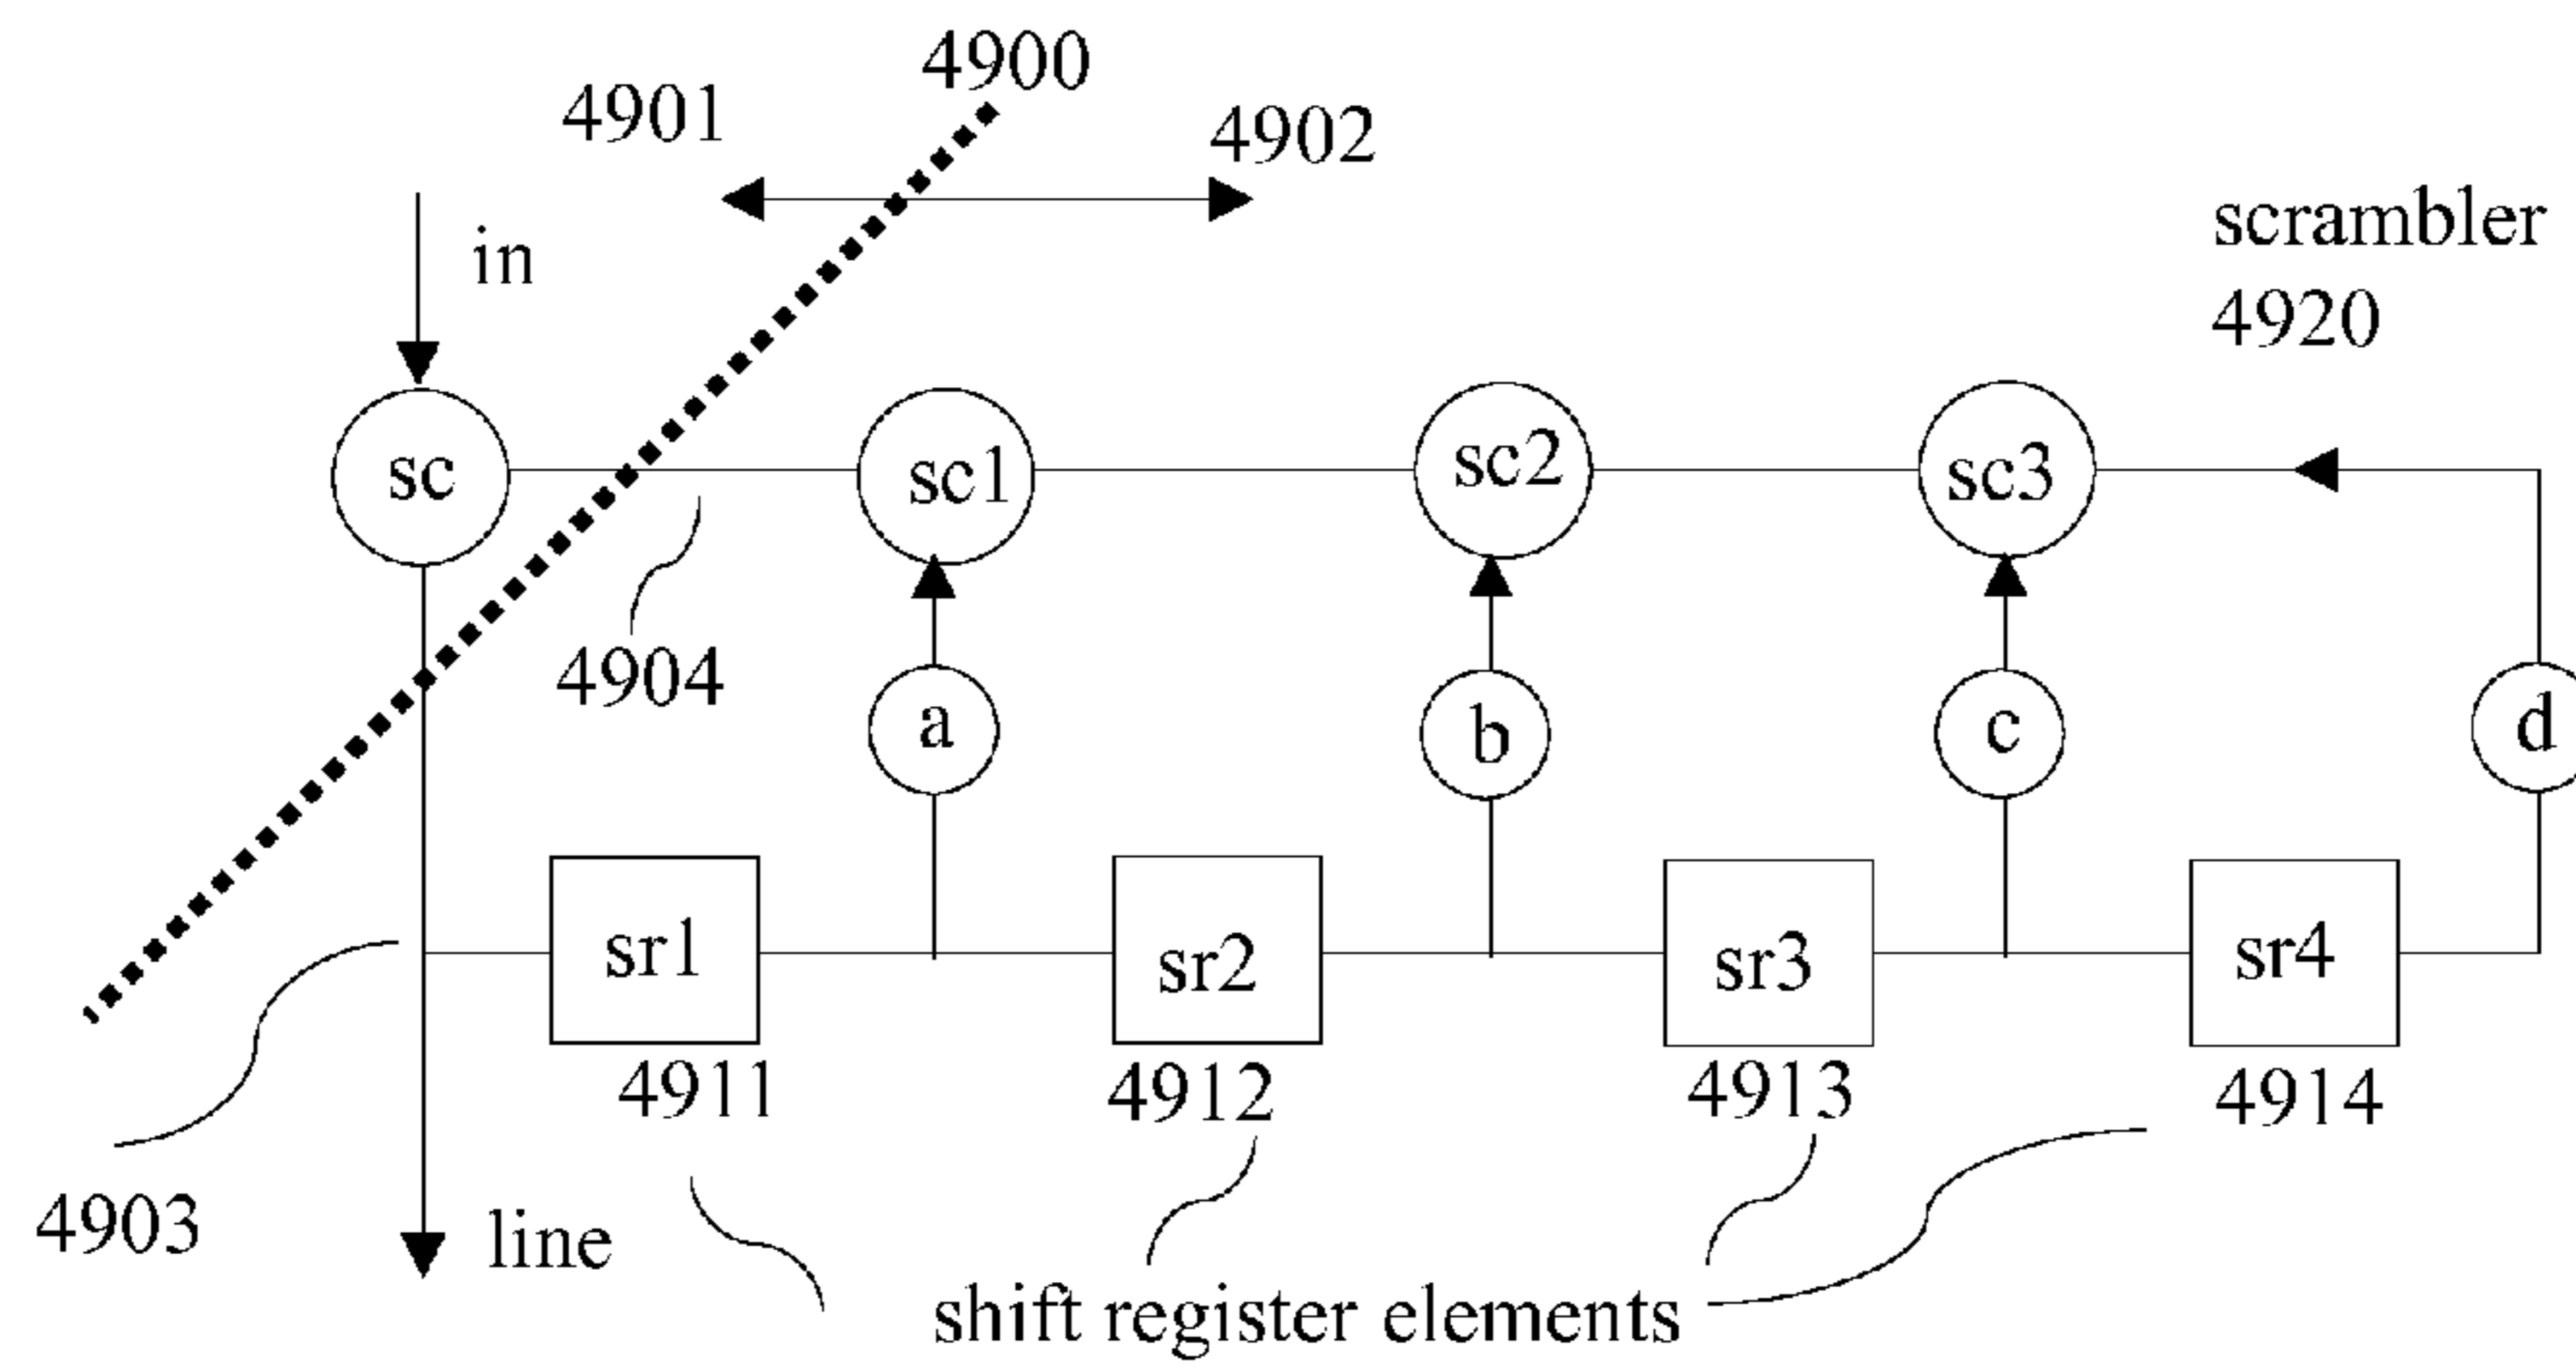 4900
4901
4902
in
scrambler
4920
sc
sc1
sc2
sc3
4904
a
b
c
d
sr1
sr2
sr3
sr4
4911
4912
4913
4914
4903
line
shift register elements